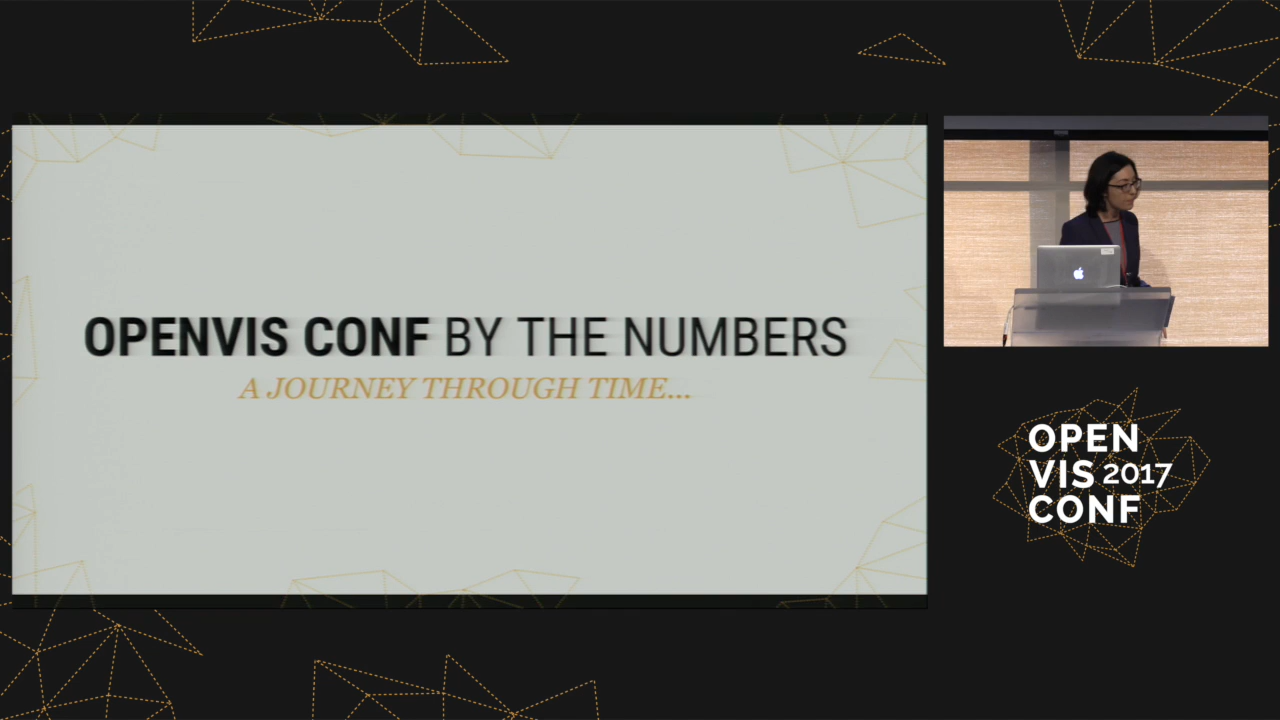 OPENVIS CONF BY THE NUMBERS
A JOURNEY THROUGH TIME...
OPEN
VIS 2017
CONF